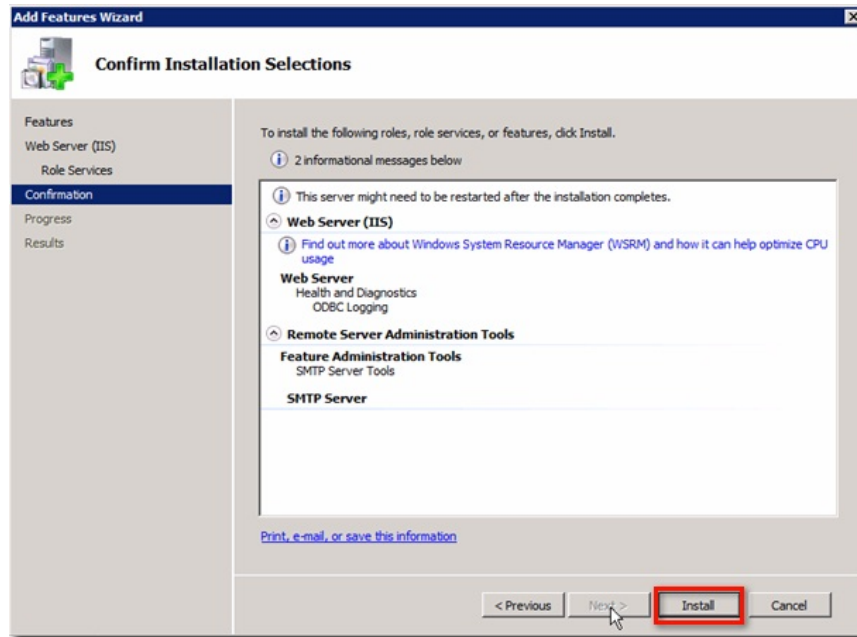 Add Features Wizard
Confirm Installation Selections
Features
Web Server (IIS)
Role Services
Confirmation
Progress
Results
To install the following roles, role services, or features, click Install.
2 informational messages below
This server might need to be restarted after the installation completes.
Web Server (IIS)
Find out more about Windows System Resource Manager (WSRM) and how it can help optimize CPU
usage
Web Server
Health and Diagnostics
ODBC Logging
Remote Server Administration Tools
Feature Administration Tools
SMTP Server Tools
SMTP Server
Print, e-mail, or save this information
< Previous
Next >
Install
Cancel